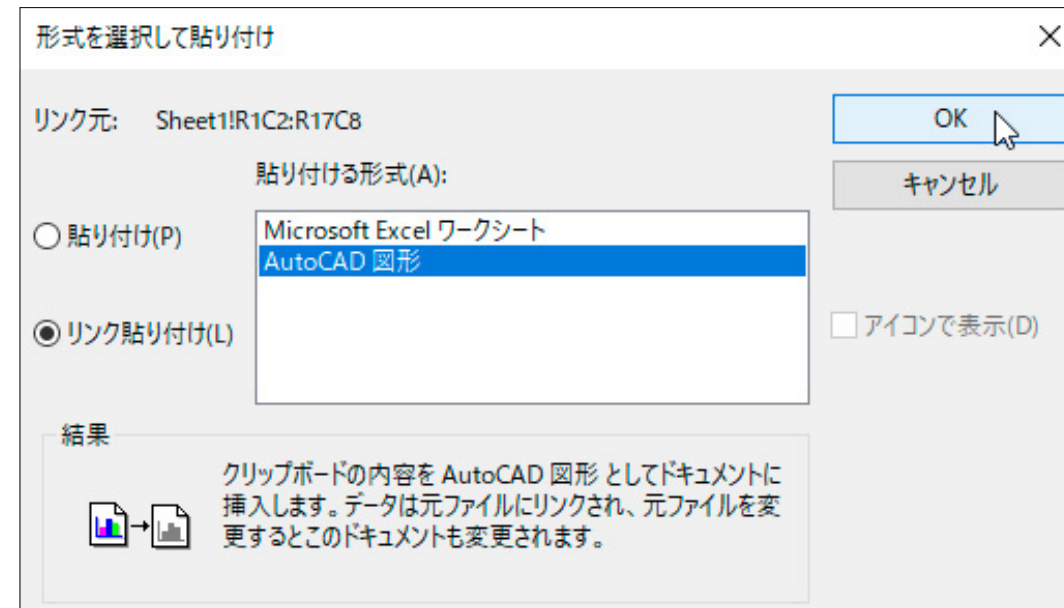 形式を選択して貼り付け
リンク元: Sheet1!R1C2:R17C8
OK
貼り付ける形式(A):
キャンセル
貼り付け(P)
Microsoft Excel ワークシート
AutoCAD 図形
リンク貼り付け(L)
アイコンで表示(D)
結果
クリップボードの内容を AutoCAD 図形 としてドキュメントに
挿入します。データは元ファイルにリンクされ、元ファイルを変
更するとこのドキュメントも変更されます。